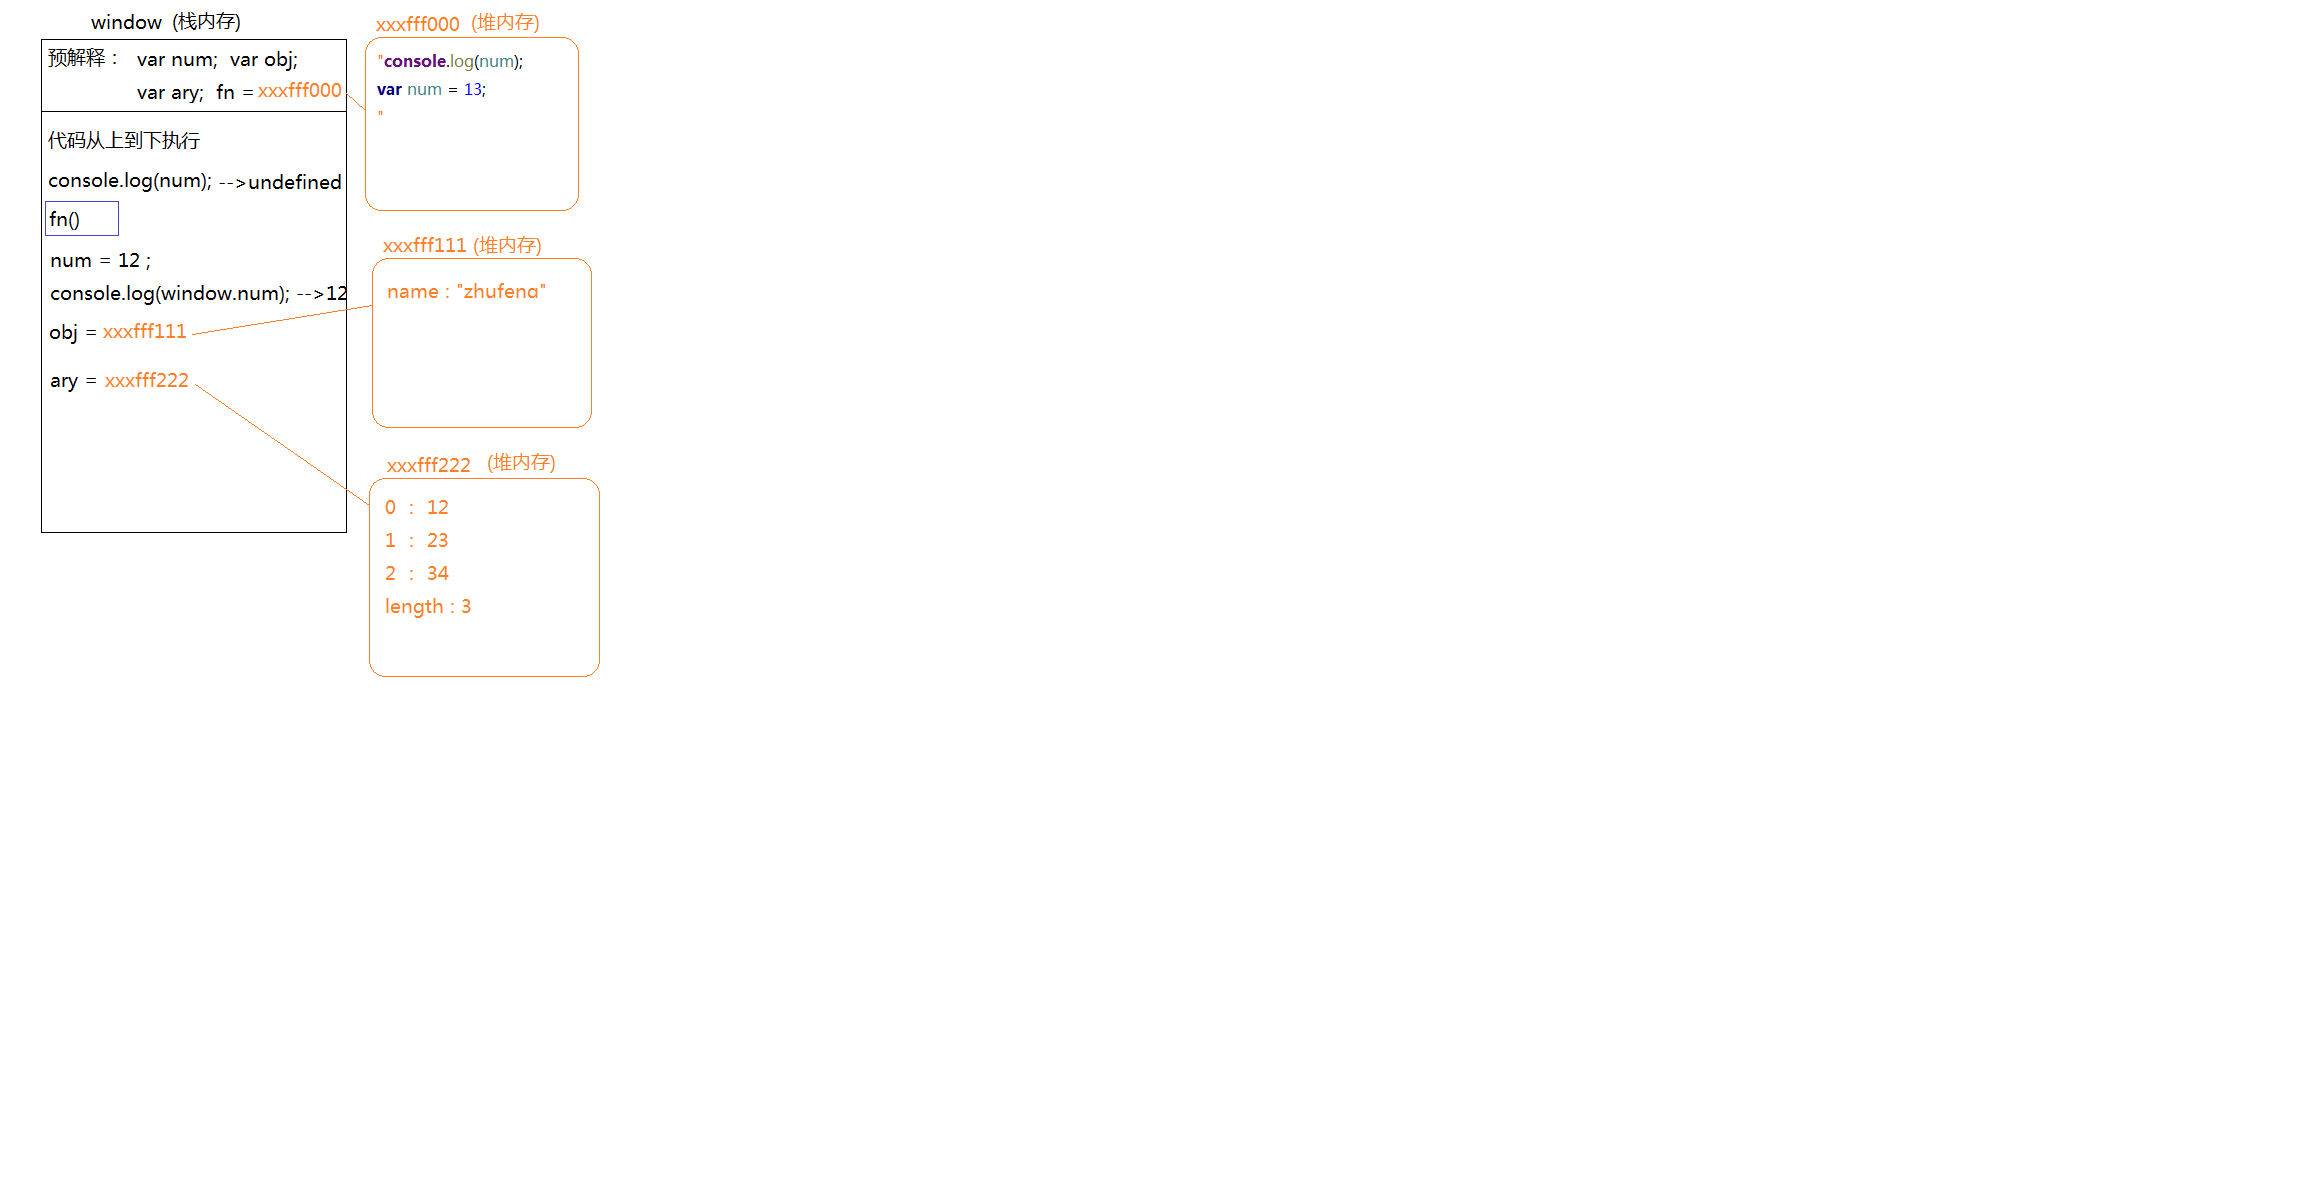 window (栈内存)
预解释： var num; var obj;
var ary; fn = xxxfff000
代码从上到下执行
console.log(num); -->undefined
fn()
num = 12 ;
console.log(window.num); -->12
obj = xxxfff111
ary = xxxfff222
xxxfff000 (堆内存)
"console.log(num);
var num = 13;
"
xxxfff111 (堆内存)
name : "zhufeng"
xxxfff222 (堆内存)
0 : 12
1 : 23
2 : 34
length : 3